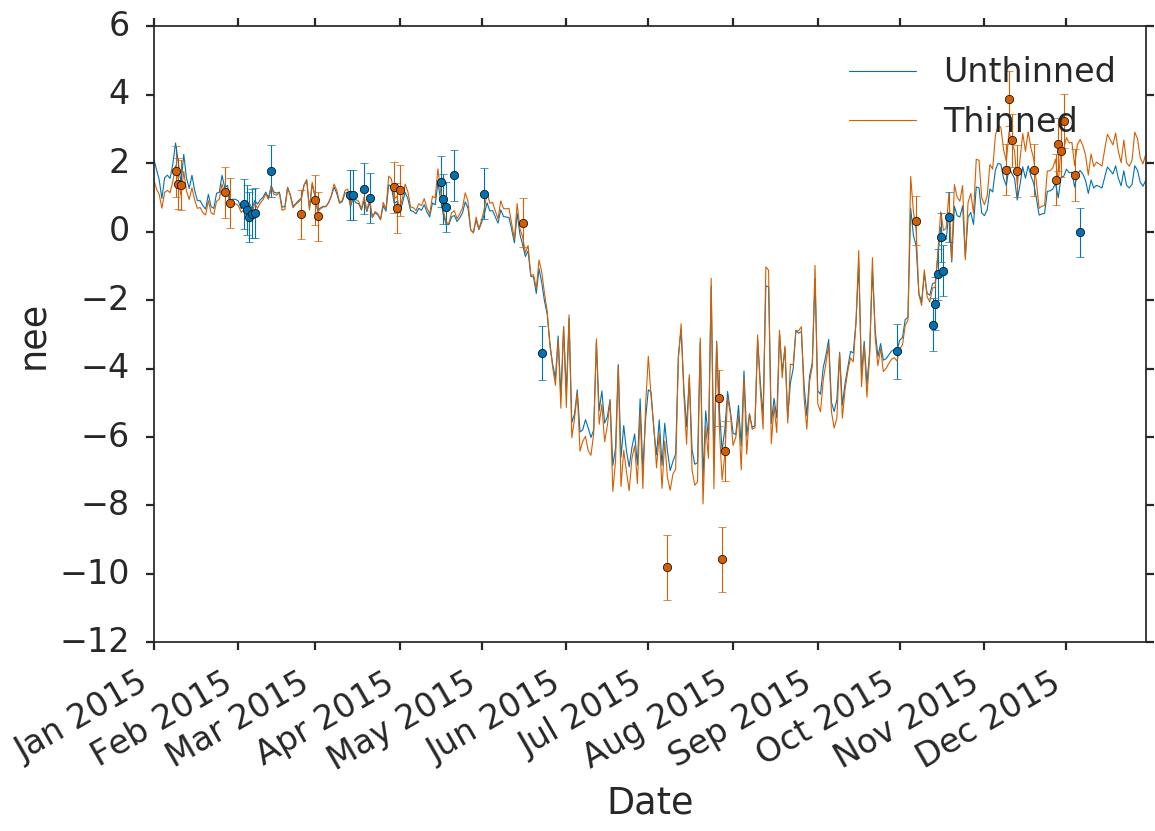 6
4
2
0
−2
−4
−6
−8
−10
−12
nee
Unthinned
Thinned
Jan 2015
Feb 2015
Mar 2015
Apr 2015
May 2015
Jun 2015
Jul 2015
Aug 2015
Sep 2015
Oct 2015
Nov 2015
Dec 2015
Date